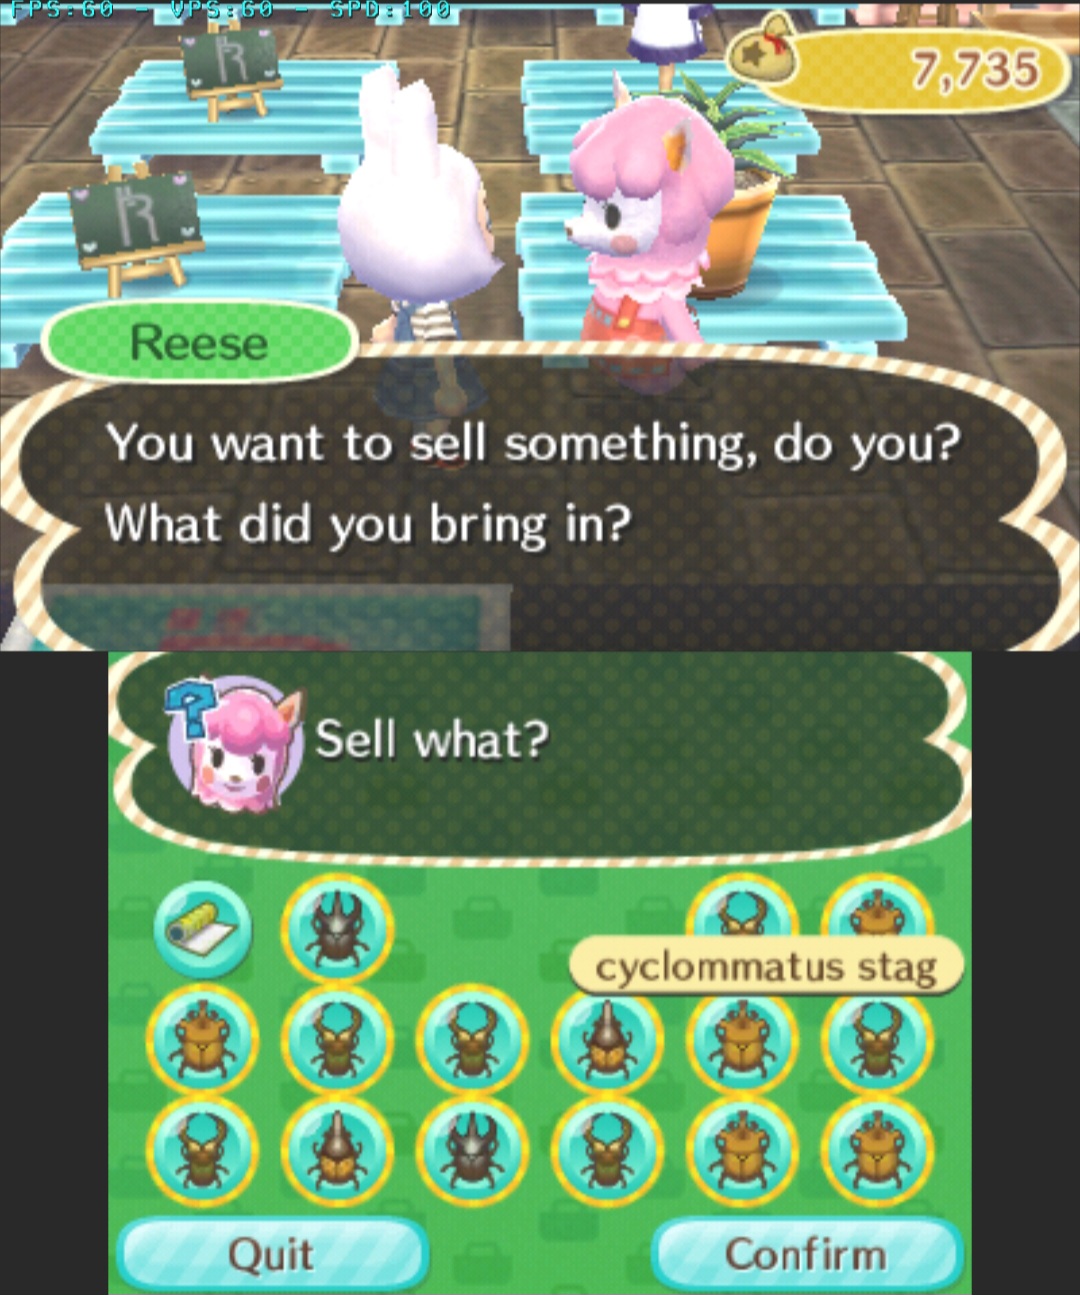 FPS:60 - VPS:60 - SPD:100
R
7,735
R
Reese
You want to sell something, do you?
What did you bring in?
Sell what?
cyclommatus stag
Quit
Confirm